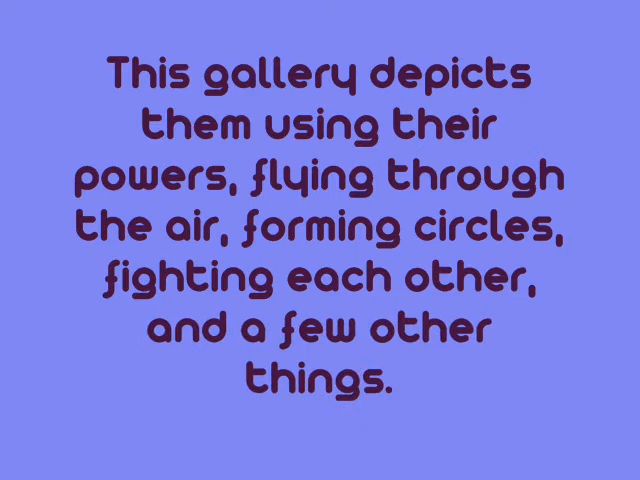 This gallery depicts
them using their
powers, flying through
the air, forming circles,
fighting each other,
and a few other
things.